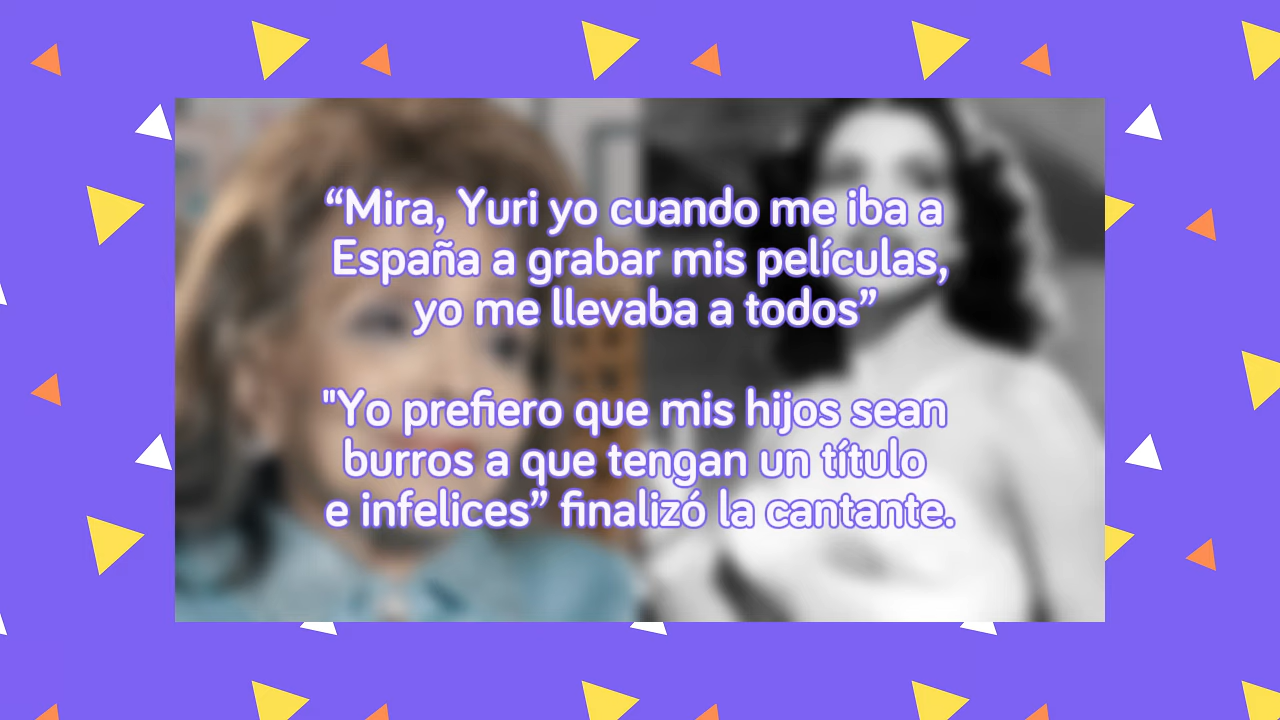 “Mira, Yuri yo cuando me iba a
España a grabar mis películas,
yo me llevaba a todos”
"Yo prefiero que mis hijos sean
burros a que tengan un título
e infelices” finalizó la cantante.